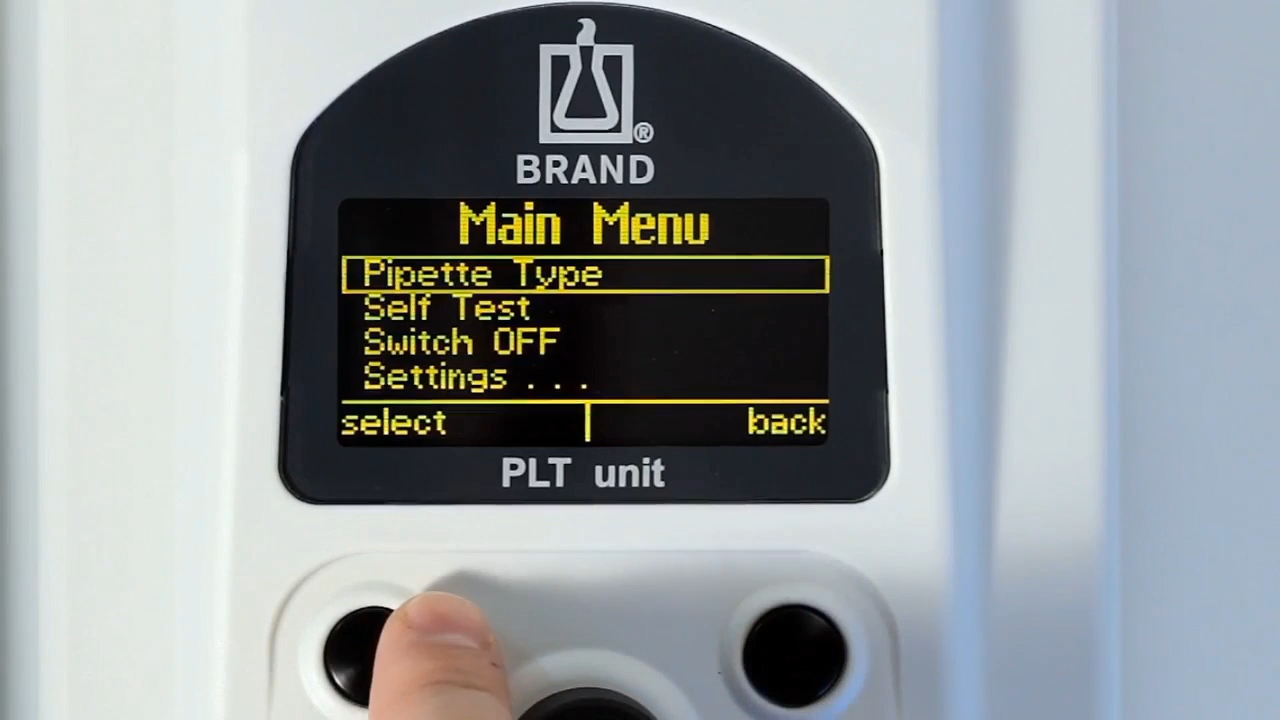 ®
BRAND
Main Menu
Pipette Type
Self Test
Switch OFF
Settings . . .
select | back
PLT unit